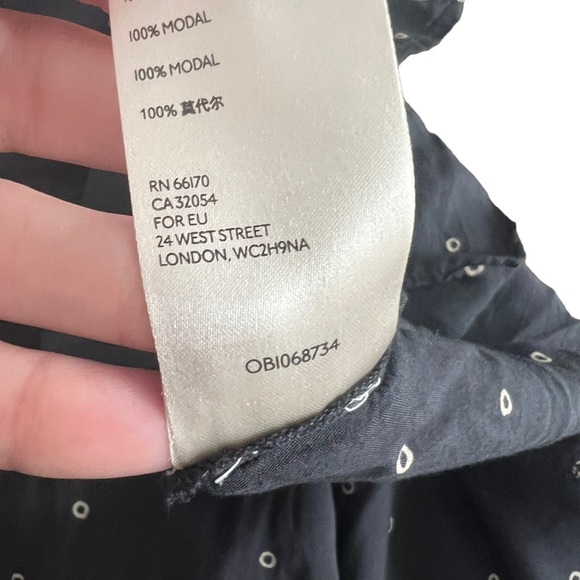 100% MODAL
100% MODAL
100% 莫代尔
RN 66170
CA 32054
FOR EU
24 WEST STREET
LONDON, WC2H9NA
OB1068734